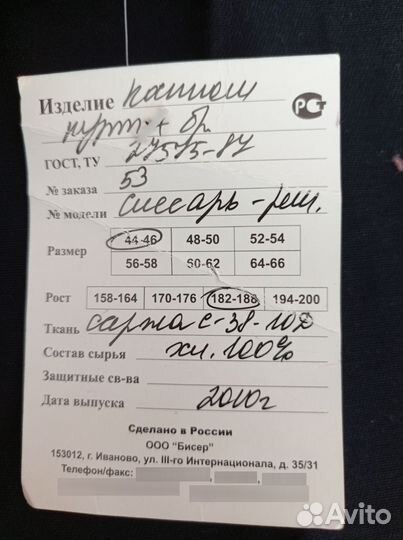 Изделие костюм
курт. + бр.
РСТ
ГОСТ, ТУ 27575-87
№ заказа 53
№ модели Слесарь-рем.
Размер 44-46 48-50 52-54
56-58 60-62 64-66
Рост 158-164 170-176 182-188 194-200
Ткань саржа С-38-ЮД
Состав сырья хл. 100%
Защитные св-ва
Дата выпуска 2010г
Сделано в России
ООО "Бисер"
153012, г. Иваново, ул. III-го Интернационала, д. 35/31
Телефон/факс:
Avito